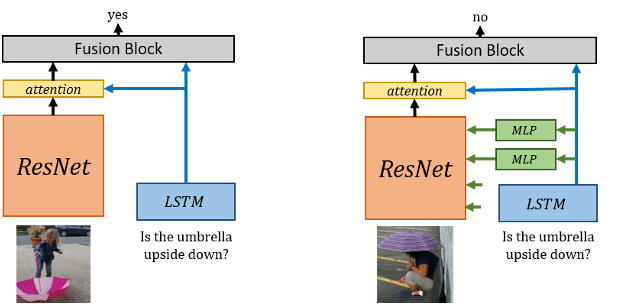 yes
Fusion Block
attention
ResNet
LSTM
Is the umbrella
upside down?
no
Fusion Block
attention
MLP
MLP
ResNet
LSTM
Is the umbrella
upside down?